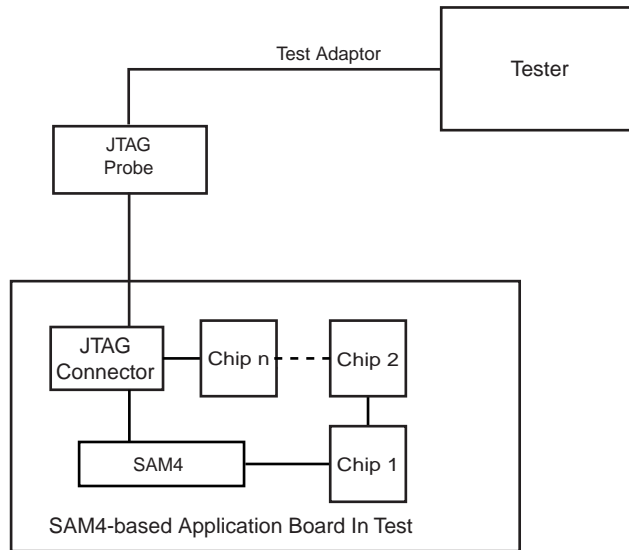 Test Adaptor
Tester
JTAG
Probe
JTAG
Connector
Chip n
Chip 2
SAM4
Chip 1
SAM4-based Application Board In Test